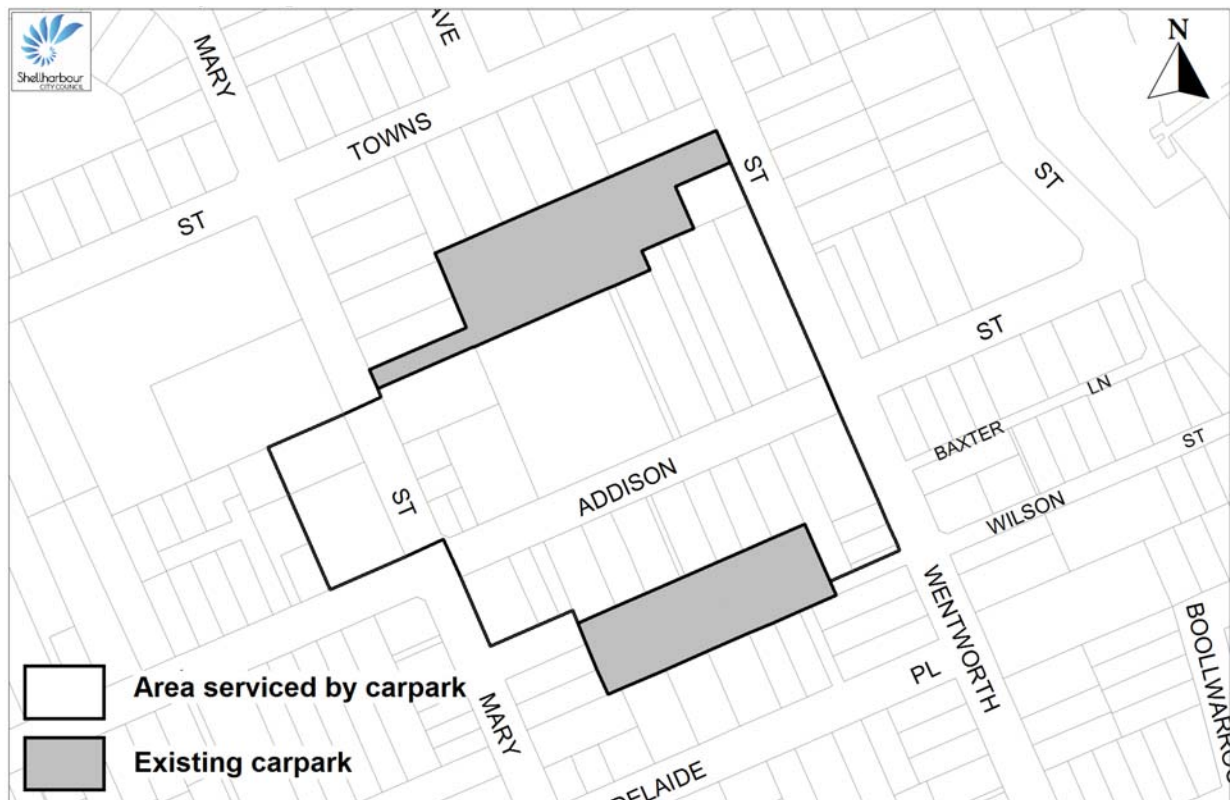 Shellharbour
CITY COUNCIL
MARY
AVE
N
TOWNS
ST
ST
ST
ST
BAXTER
LN
ST
ADDISON
ST
WILSON
WENTWORTH
BOOLLWARROO
PL
MARY
ADELAIDE
Area serviced by carpark
Existing carpark